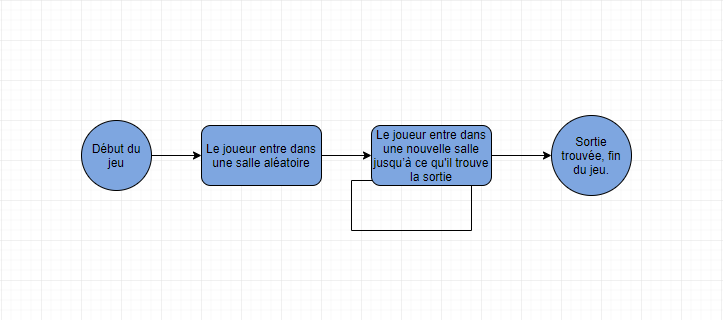 Début du
jeu
Le joueur entre dans
une salle aléatoire
Le joueur entre dans
une nouvelle salle
jusqu'à ce qu'il trouve
la sortie
Sortie
trouvée, fin
du jeu.